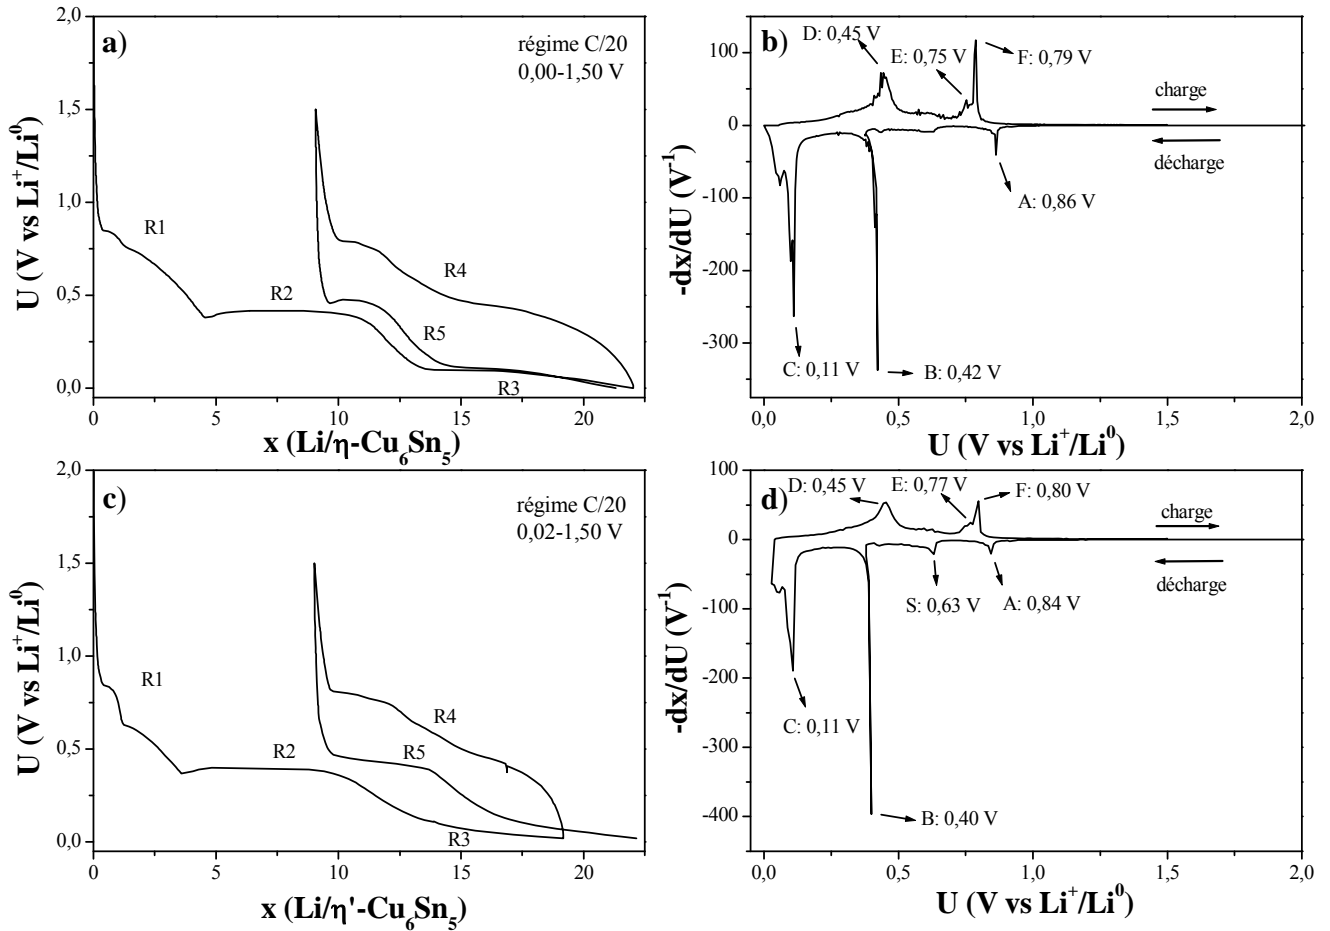 a)
régime C/20
0,00-1,50 V
2,0
1,5
1,0
0,5
0,0
R1
R2
R3
R4
R5
0 5 10 15 20
U (V vs Li⁺/Li⁰)
x (Li/η-Cu₆Sn₅)
b)
D: 0,45 V
E: 0,75 V
F: 0,79 V
charge
décharge
A: 0,86 V
B: 0,42 V
C: 0,11 V
100
0
-100
-200
-300
0,0 0,5 1,0 1,5 2,0
-dx/dU (V⁻¹)
U (V vs Li⁺/Li⁰)
c)
régime C/20
0,02-1,50 V
2,0
1,5
1,0
0,5
0,0
R1
R2
R3
R4
R5
0 5 10 15 20
U (V vs Li⁺/Li⁰)
x (Li/η'-Cu₆Sn₅)
d)
D: 0,45 V
E: 0,77 V
F: 0,80 V
charge
décharge
S: 0,63 V
A: 0,84 V
C: 0,11 V
B: 0,40 V
100
0
-100
-200
-300
-400
0,0 0,5 1,0 1,5 2,0
-dx/dU (V⁻¹)
U (V vs Li⁺/Li⁰)